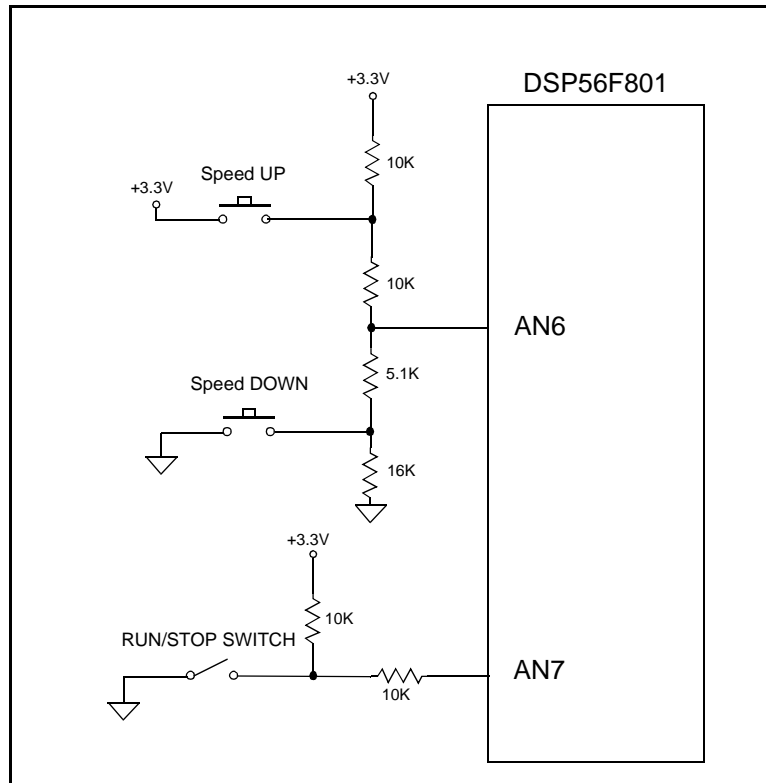 DSP56F801
+3.3V
10K
Speed UP
+3.3V
10K
AN6
5.1K
Speed DOWN
16K
+3.3V
10K
RUN/STOP SWITCH
AN7
10K